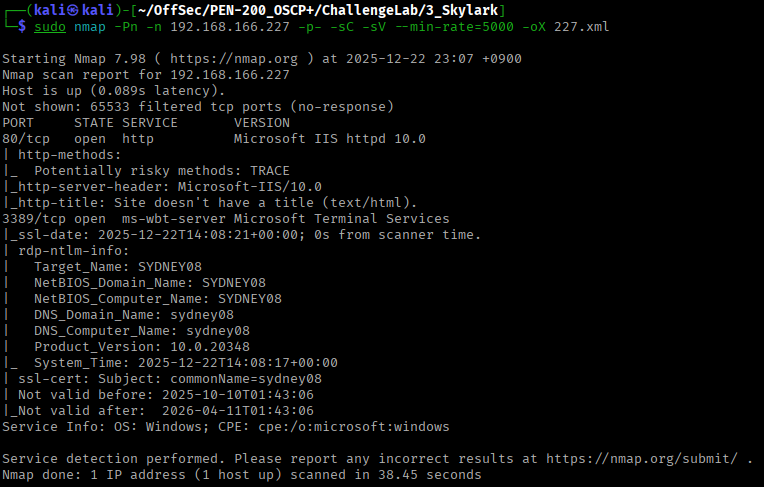 ┌──(kali㉿kali)-[~/OffSec/PEN-200_OSCP+/ChallengeLab/3_Skylark]
└─$ sudo nmap -Pn -n 192.168.166.227 -p- -sC -sV --min-rate=5000 -oX 227.xml
Starting Nmap 7.98 ( https://nmap.org ) at 2025-12-22 23:07 +0900
Nmap scan report for 192.168.166.227
Host is up (0.089s latency).
Not shown: 65533 filtered tcp ports (no-response)
PORT     STATE SERVICE       VERSION
80/tcp   open  http          Microsoft IIS httpd 10.0
| http-methods:
|_  Potentially risky methods: TRACE
|_http-server-header: Microsoft-IIS/10.0
|_http-title: Site doesn't have a title (text/html).
3389/tcp open  ms-wbt-server Microsoft Terminal Services
|_ssl-date: 2025-12-22T14:08:21+00:00; 0s from scanner time.
| rdp-ntlm-info:
|   Target_Name: SYDNEY08
|   NetBIOS_Domain_Name: SYDNEY08
|   NetBIOS_Computer_Name: SYDNEY08
|   DNS_Domain_Name: sydney08
|   DNS_Computer_Name: sydney08
|   Product_Version: 10.0.20348
|_  System_Time: 2025-12-22T14:08:17+00:00
| ssl-cert: Subject: commonName=sydney08
| Not valid before: 2025-10-10T01:43:06
|_Not valid after:  2026-04-11T01:43:06
Service Info: OS: Windows; CPE: cpe:/o:microsoft:windows
Service detection performed. Please report any incorrect results at https://nmap.org/submit/ .
Nmap done: 1 IP address (1 host up) scanned in 38.45 seconds